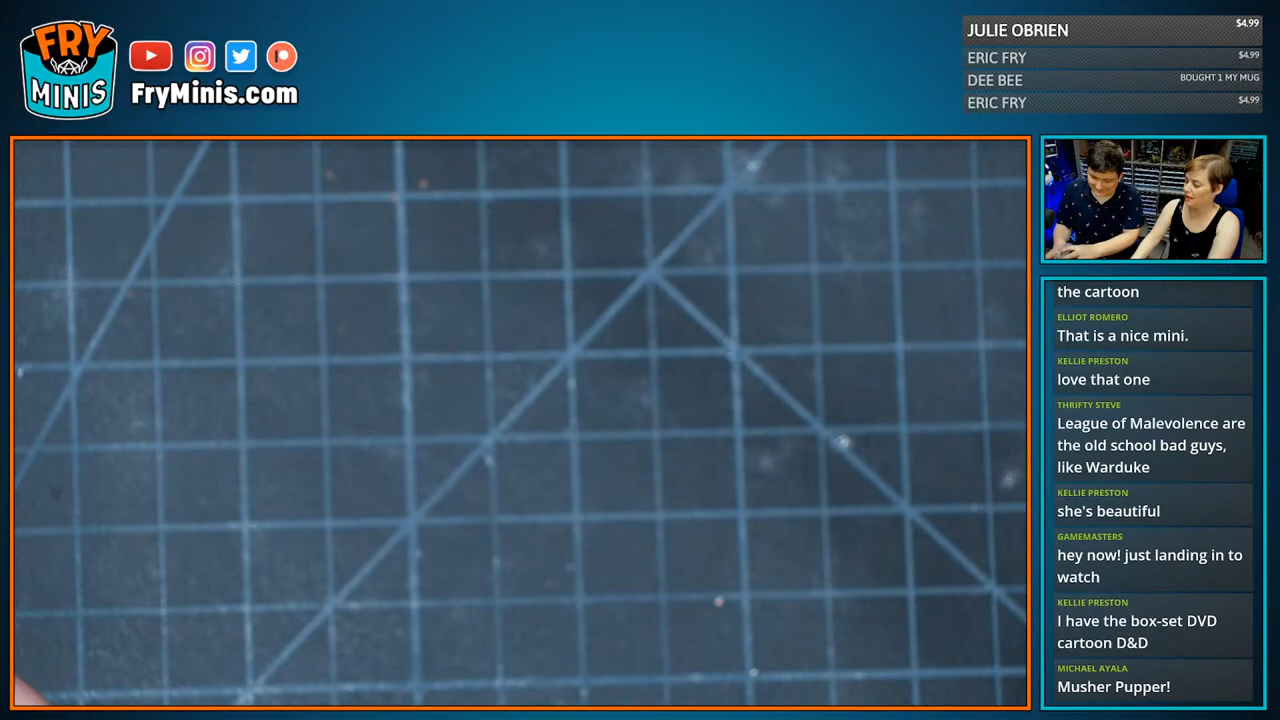 FRY
MINIS
FryMinis.com
JULIE OBRIEN $4.99
ERIC FRY $4.99
DEE BEE BOUGHT 1 MY MUG
ERIC FRY $4.99
the cartoon
ELLIOT ROMERO
That is a nice mini.
KELLIE PRESTON
love that one
THRIFTY STEVE
League of Malevolence are
the old school bad guys,
like Warduke
KELLIE PRESTON
she's beautiful
GAMEMASTERS
hey now! just landing in to
watch
KELLIE PRESTON
I have the box-set DVD
cartoon D&D
MICHAEL AYALA
Musher Pupper!